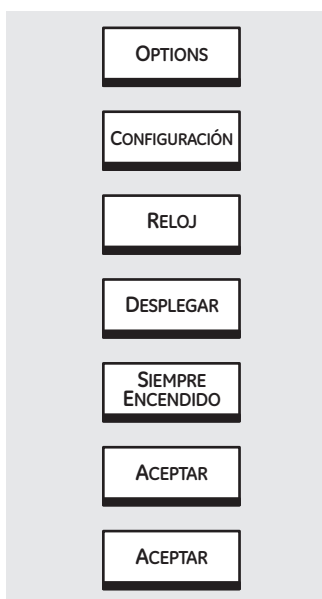 OPTIONS
CONFIGURACIÓN
RELOJ
DESPLEGAR
SIEMPRE
ENCENDIDO
ACEPTAR
ACEPTAR